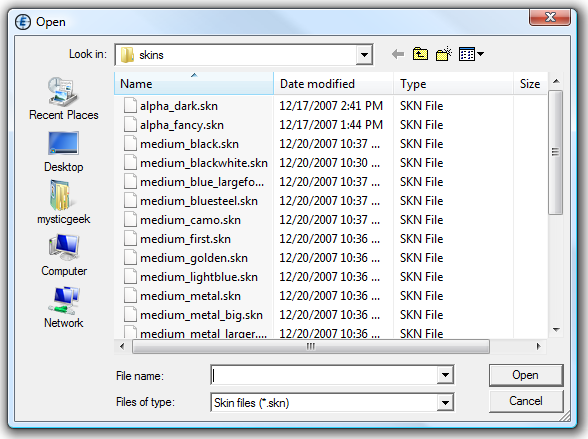 Open
Look in: skins
Name Date modified Type Size
alpha_dark.skn 12/17/2007 2:41 PM SKN File
alpha_fancy.skn 12/17/2007 1:44 PM SKN File
medium_black.skn 12/20/2007 10:37 ... SKN File
medium_blackwhite.skn 12/20/2007 10:30 ... SKN File
medium_blue_largefo... 12/20/2007 10:37 ... SKN File
medium_bluesteel.skn 12/20/2007 10:37 ... SKN File
medium_camo.skn 12/20/2007 10:37 ... SKN File
medium_first.skn 12/20/2007 10:36 ... SKN File
medium_golden.skn 12/20/2007 10:36 ... SKN File
medium_lightblue.skn 12/20/2007 10:36 ... SKN File
medium_metal.skn 12/20/2007 10:36 ... SKN File
medium_metal_big.skn 12/20/2007 10:36 ... SKN File
medium_metal_larger.... 12/20/2007 10:36 ... SKN File
Recent Places
Desktop
mysticgeek
Computer
Network
File name: Open
Files of type: Skin files (*.skn) Cancel